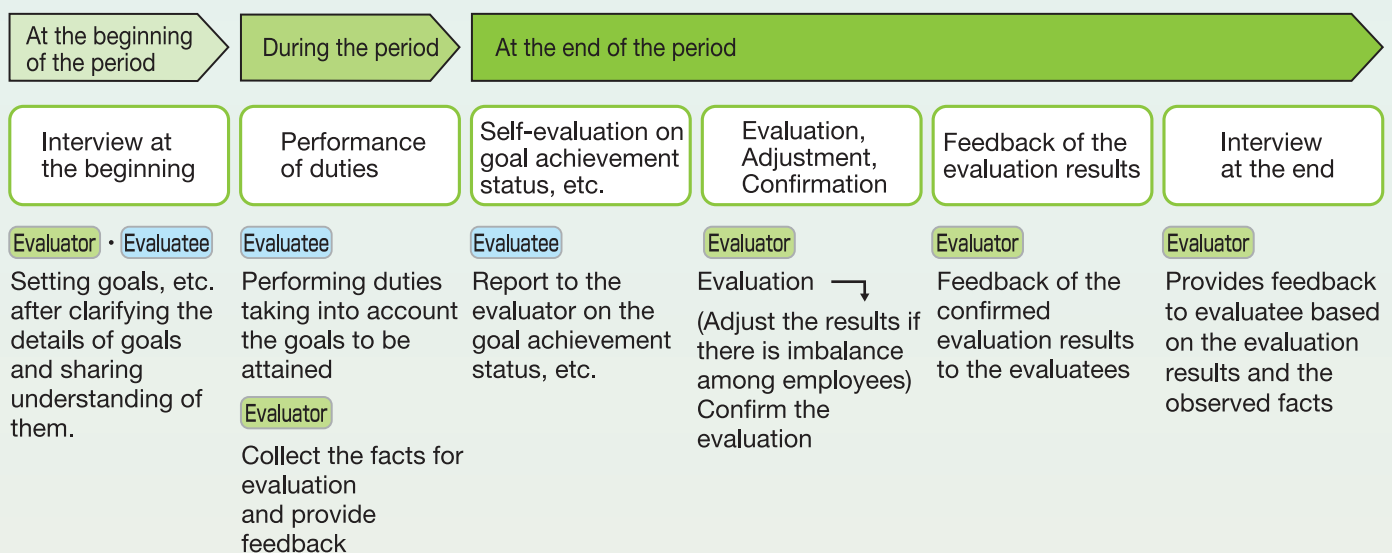 At the beginning
of the period
During the period
At the end of the period
Interview at
the beginning
Performance
of duties
Self-evaluation on
goal achievement
status, etc.
Evaluation,
Adjustment,
Confirmation
Feedback of the
evaluation results
Interview
at the end
Evaluator・Evaluatee
Setting goals, etc.
after clarifying the
details of goals
and sharing
understanding of
them.
Evaluatee
Performing duties
taking into account
the goals to be
attained
Evaluator
Collect the facts for
evaluation
and provide
feedback
Evaluatee
Report to the
evaluator on the
goal achievement
status, etc.
Evaluator
Evaluation
(Adjust the results if
there is imbalance
among employees)
Confirm the
evaluation
Evaluator
Feedback of the
confirmed
evaluation results
to the evaluatees
Evaluator
Provides feedback
to evaluatee based
on the evaluation
results and the
observed facts